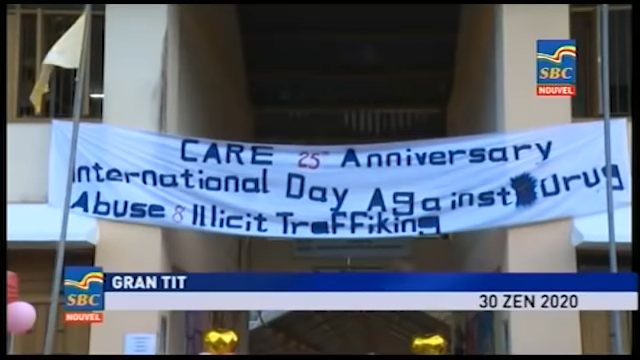 SBC
NOUVEL
CARE 25TH Anniversary
International Day Against Drug
Abuse & Illicit Traffiking
SBC
NOUVEL
GRAN TIT
30 ZEN 2020